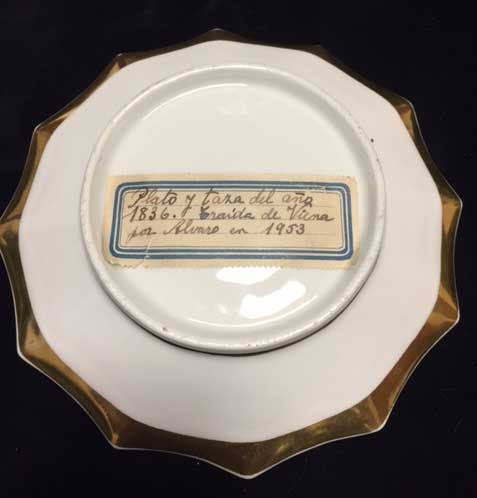 Plato y taza del año
1836. Traída de Viena
por Alvaro en 1953